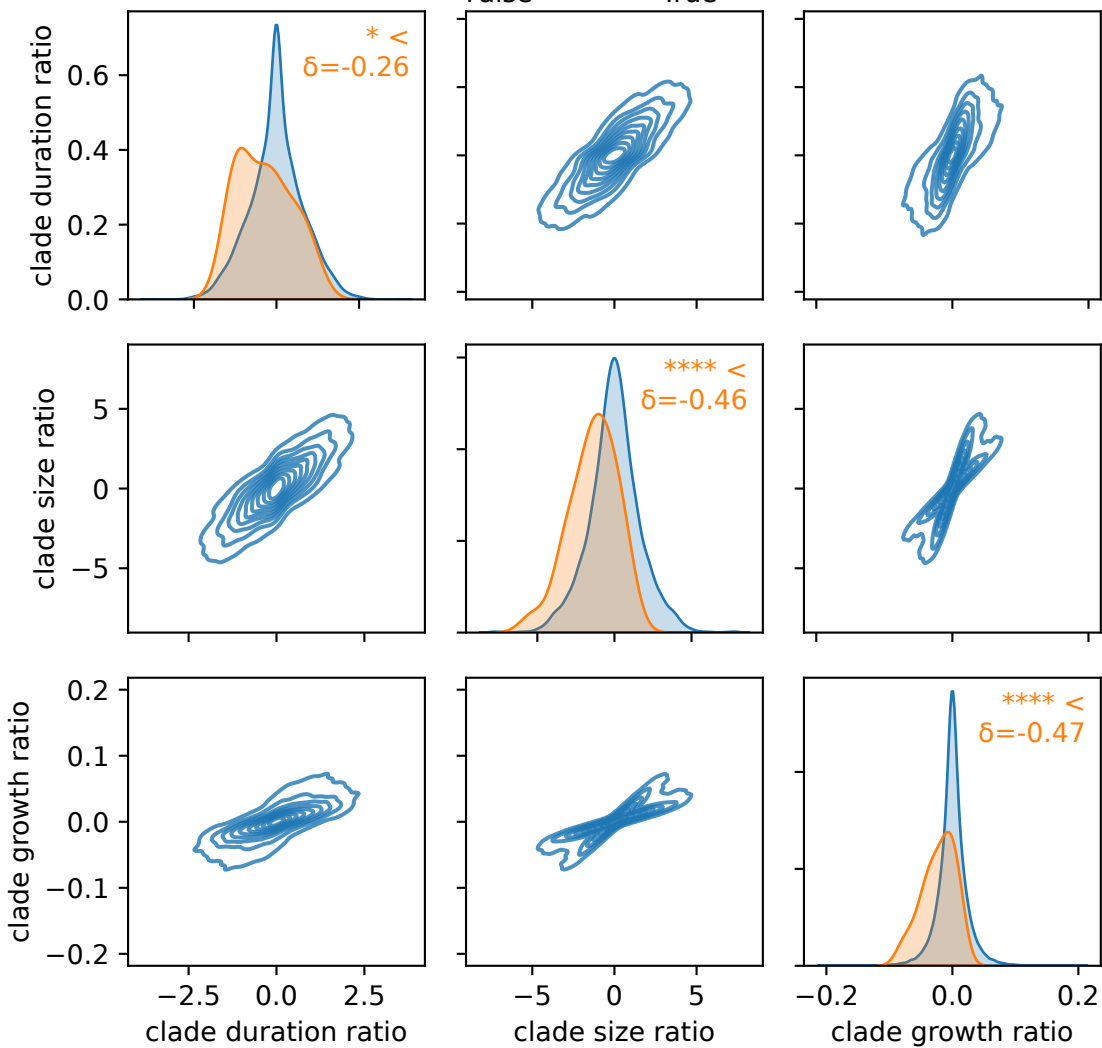 False True
clade duration ratio
0.6
0.4
0.2
0.0
* <
δ=-0.26
clade size ratio
5
0
−5
**** <
δ=-0.46
clade growth ratio
0.2
0.1
0.0
−0.1
−0.2
**** <
δ=-0.47
−2.5 0.0 2.5
−5 0 5
−0.2 0.0 0.2
clade duration ratio
clade size ratio
clade growth ratio